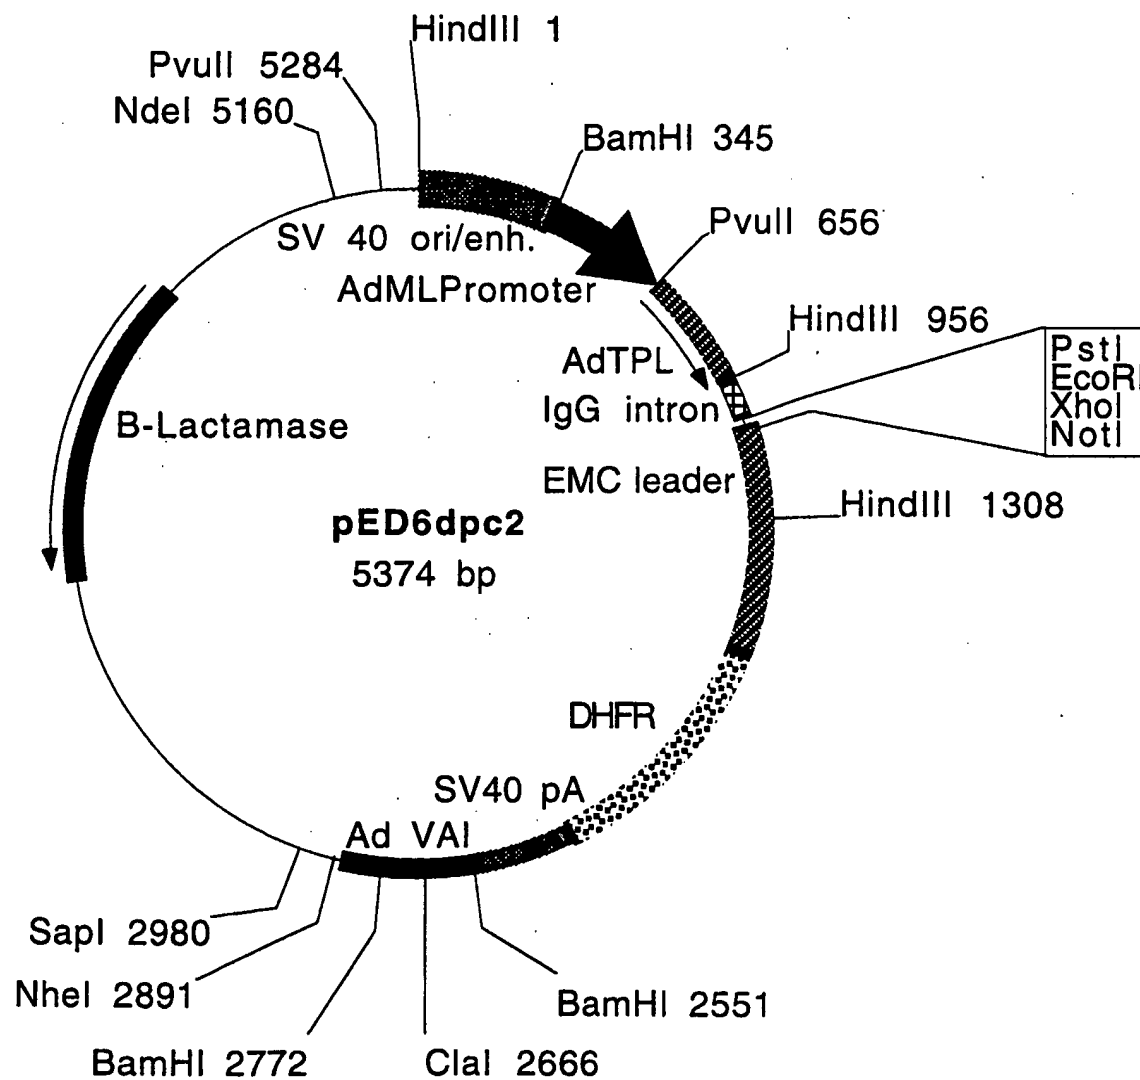 HindIII 1
PvuII 5284
NdeI 5160
BamHI 345
SV 40 ori/enh.
PvuII 656
AdMLPromoter
HindIII 956
AdTPL
PstI
EcoRI
XhoI
NotI
IgG intron
B-Lactamase
EMC leader
HindIII 1308
pED6dpc2
5374 bp
DHFR
SV40 pA
Ad VAI
SapI 2980
NheI 2891
BamHI 2551
BamHI 2772
ClaI 2666